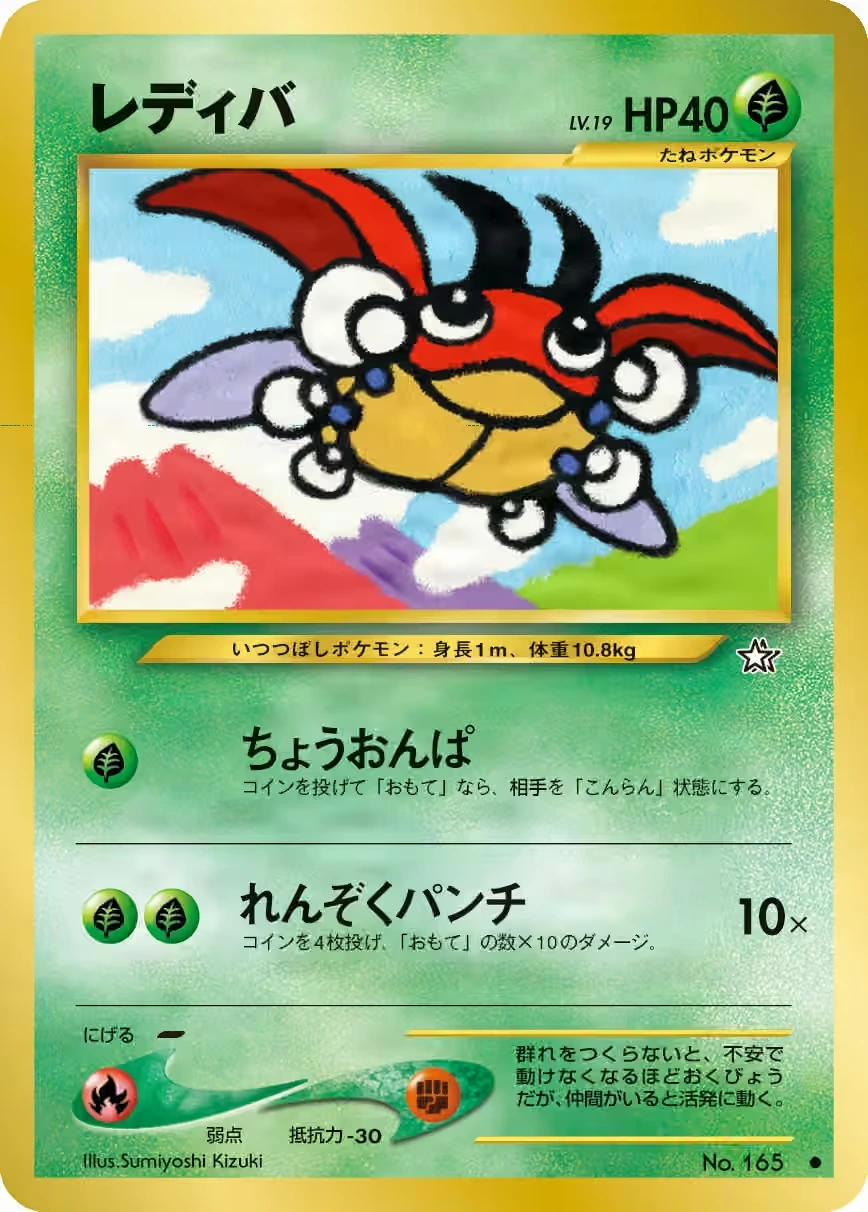 レディバ
LV.19 HP40
たねポケモン
いつつぼしポケモン：身長1m、体重10.8kg
ちょうおんぱ
コインを投げて「おもて」なら、相手を「こんらん」状態にする。
れんぞくパンチ
10×
コインを4枚投げ、「おもて」の数×10のダメージ。
にげる
弱点
抵抗力-30
群れをつくらないと、不安で
動けなくなるほどおくびょう
だが、仲間がいると活発に動く。
Illus.Sumiyoshi Kizuki
No. 165